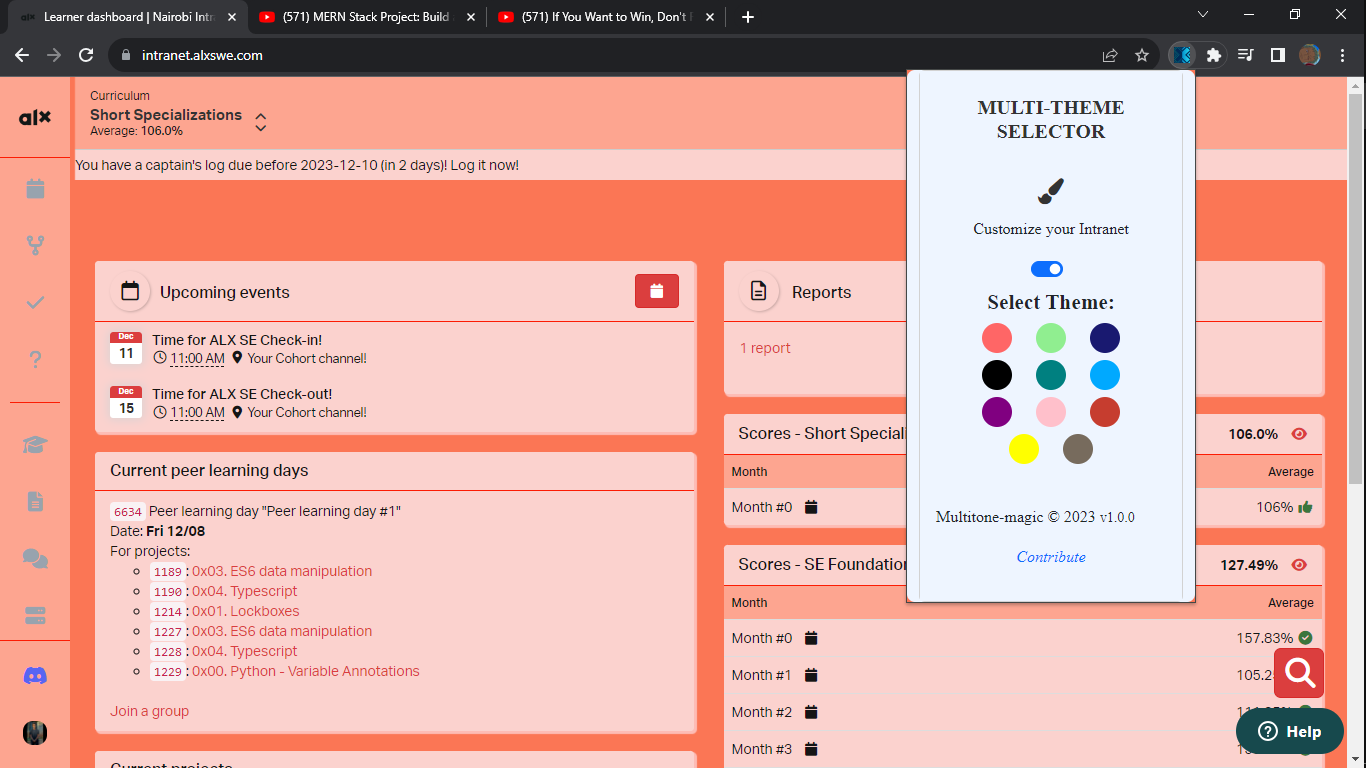 Learner dashboard | Nairobi Intr
(571) MERN Stack Project: Build
(571) If You Want to Win, Don't
intranet.alxswe.com
alx
Curriculum
Short Specializations
Average: 106.0%
You have a captain's log due before 2023-12-10 (in 2 days)! Log it now!
Upcoming events
Dec
11
Time for ALX SE Check-in!
11:00 AM Your Cohort channel!
Dec
15
Time for ALX SE Check-out!
11:00 AM Your Cohort channel!
Current peer learning days
6634 Peer learning day "Peer learning day #1"
Date: Fri 12/08
For projects:
1189: 0x03. ES6 data manipulation
1190: 0x04. Typescript
1214: 0x01. Lockboxes
1227: 0x03. ES6 data manipulation
1228: 0x04. Typescript
1229: 0x00. Python - Variable Annotations
Join a group
Current projects
Reports
1 report
Scores - Short Speciali
106.0%
Month Average
Month #0 106%
Scores - SE Foundation
127.49%
Month Average
Month #0 157.83%
Month #1 105.2
Month #2
Month #3
MULTI-THEME
SELECTOR
Customize your Intranet
Select Theme:
Multitone-magic © 2023 v1.0.0
Contribute
Help